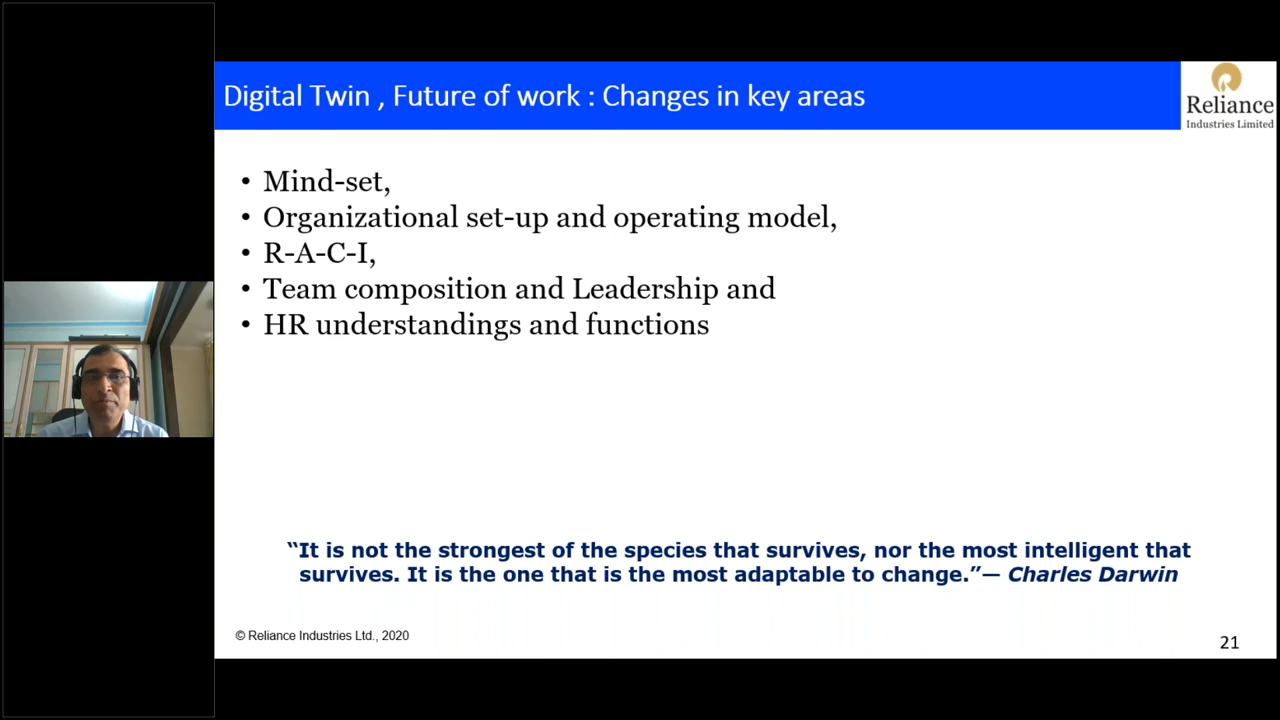 Digital Twin , Future of work : Changes in key areas
Reliance
Industries Limited
• Mind-set,
• Organizational set-up and operating model,
• R-A-C-I,
• Team composition and Leadership and
• HR understandings and functions
“It is not the strongest of the species that survives, nor the most intelligent that
survives. It is the one that is the most adaptable to change.”— Charles Darwin
© Reliance Industries Ltd., 2020
21